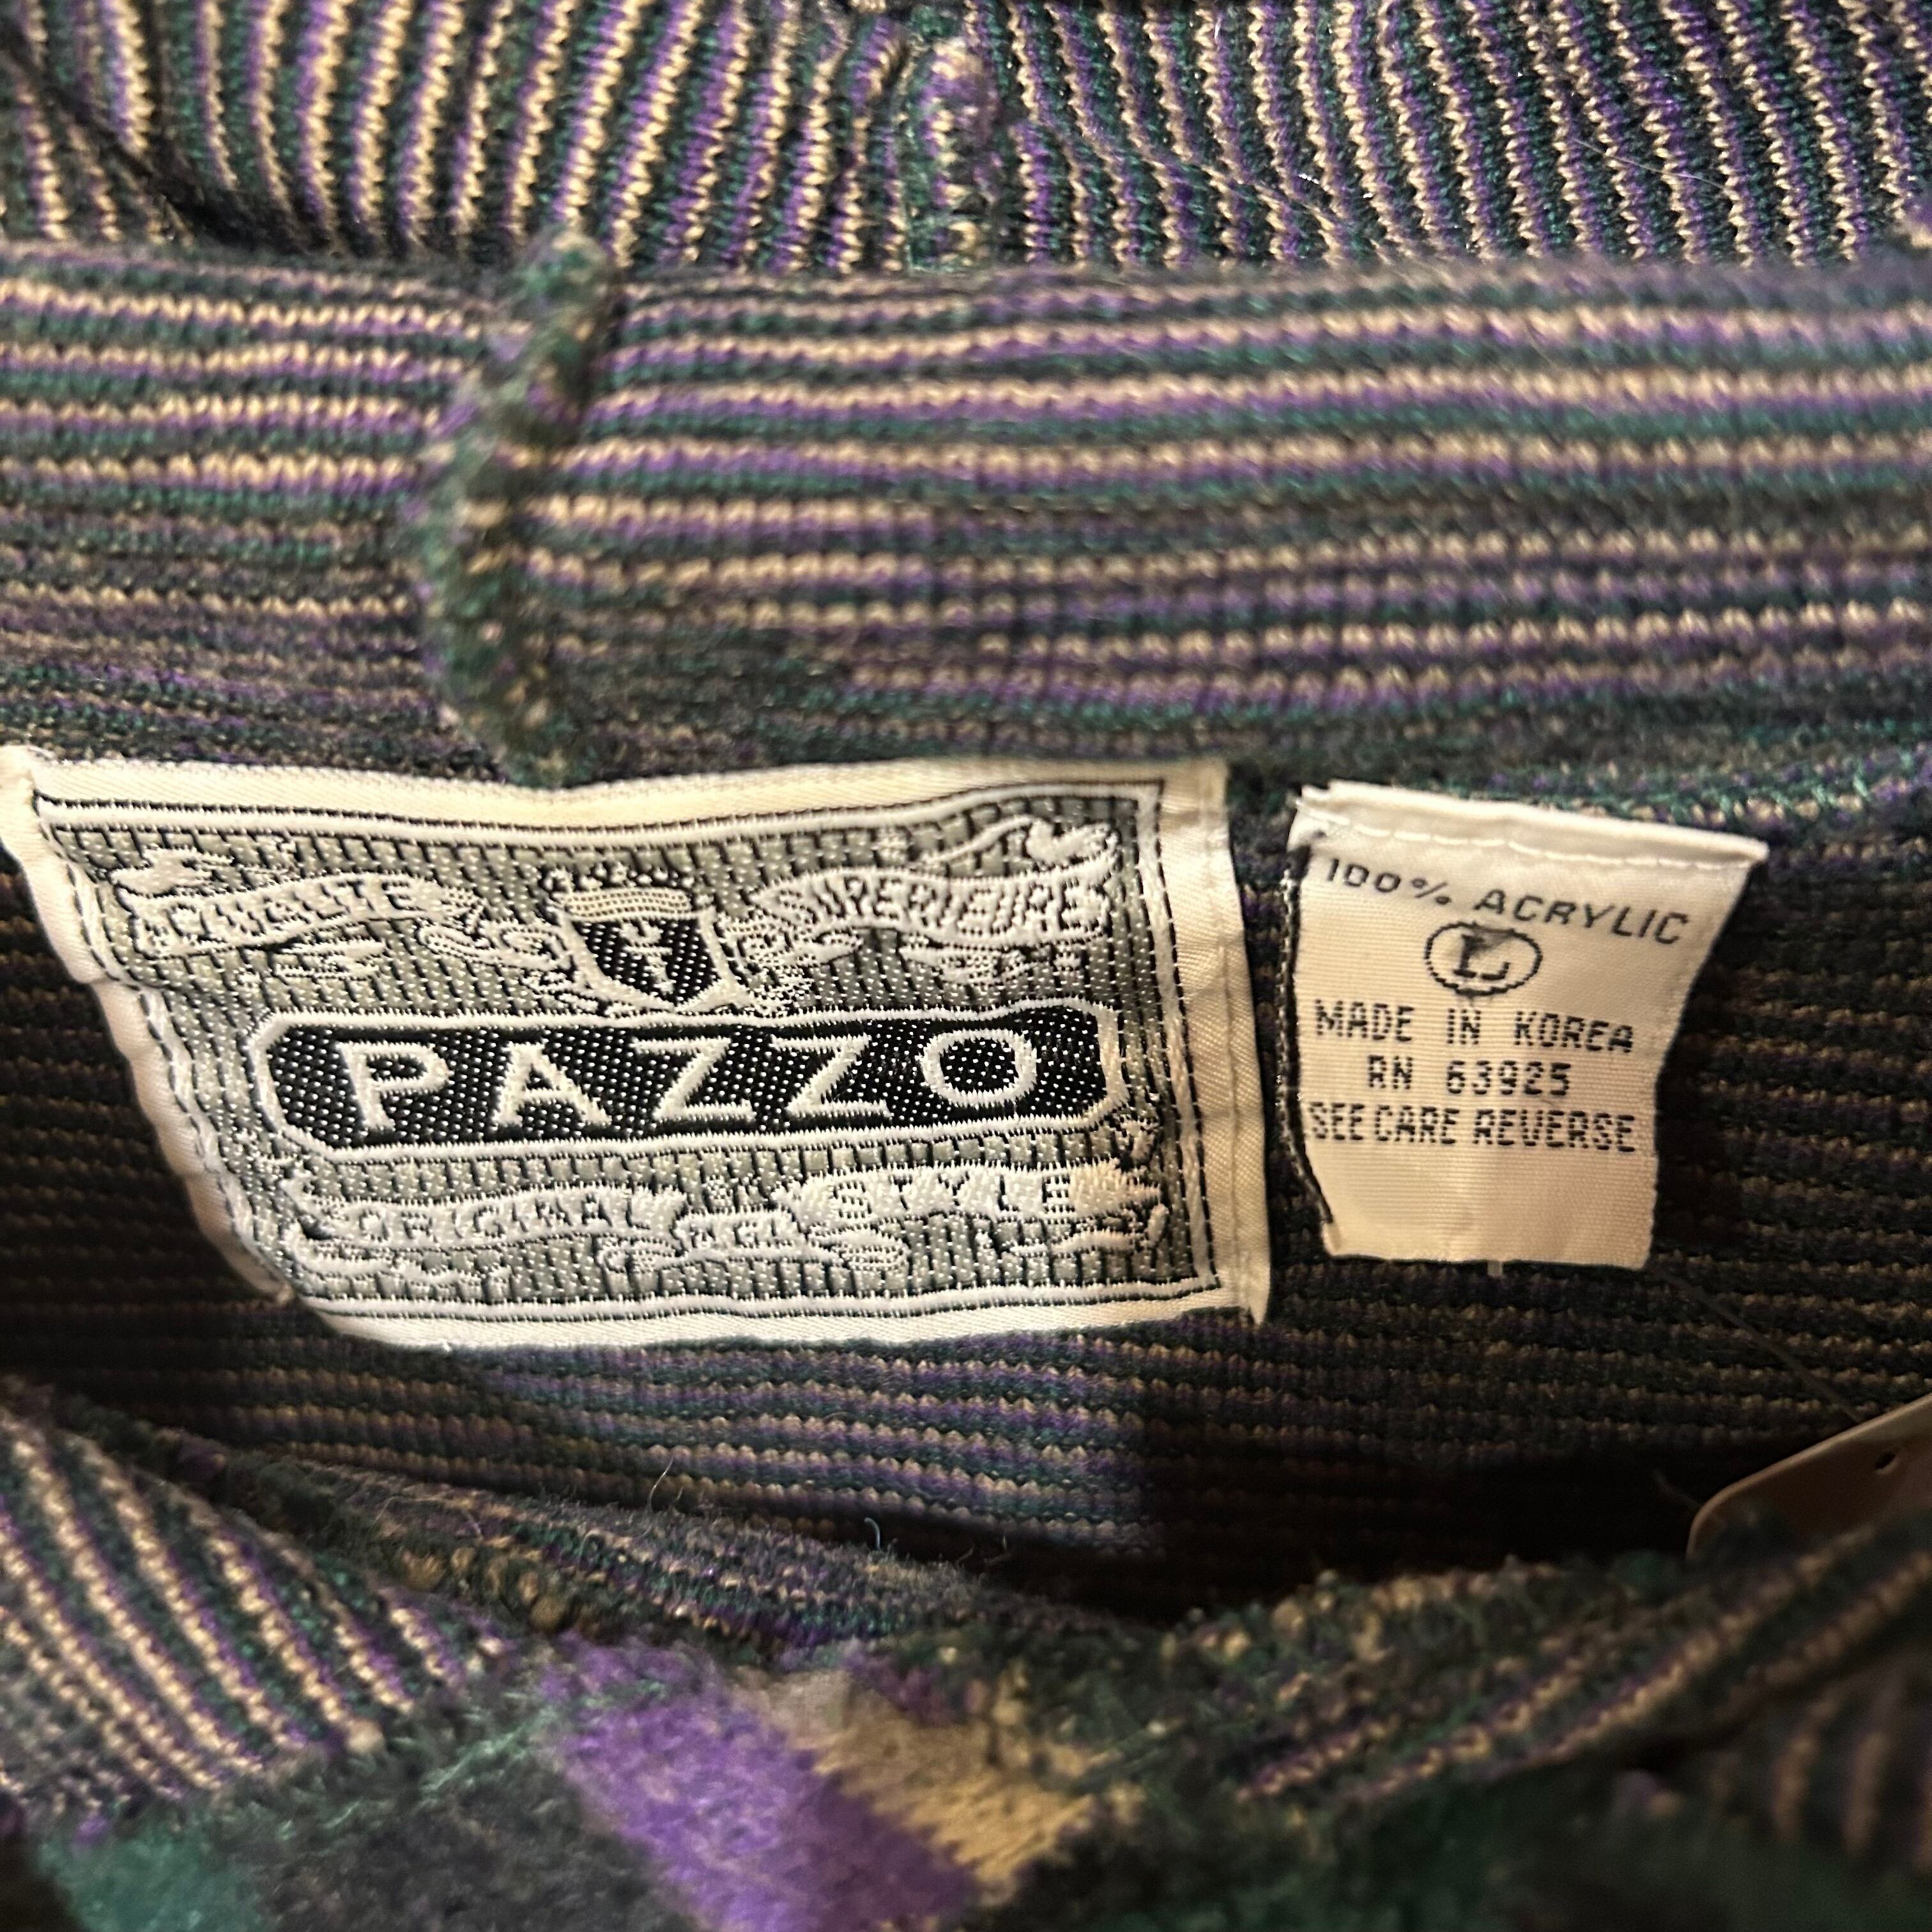 QUALITE SUPERIEURE
PAZZO
ORIGINAL STYLE
100% ACRYLIC
L
MADE IN KOREA
RN 63925
SEE CARE REVERSE